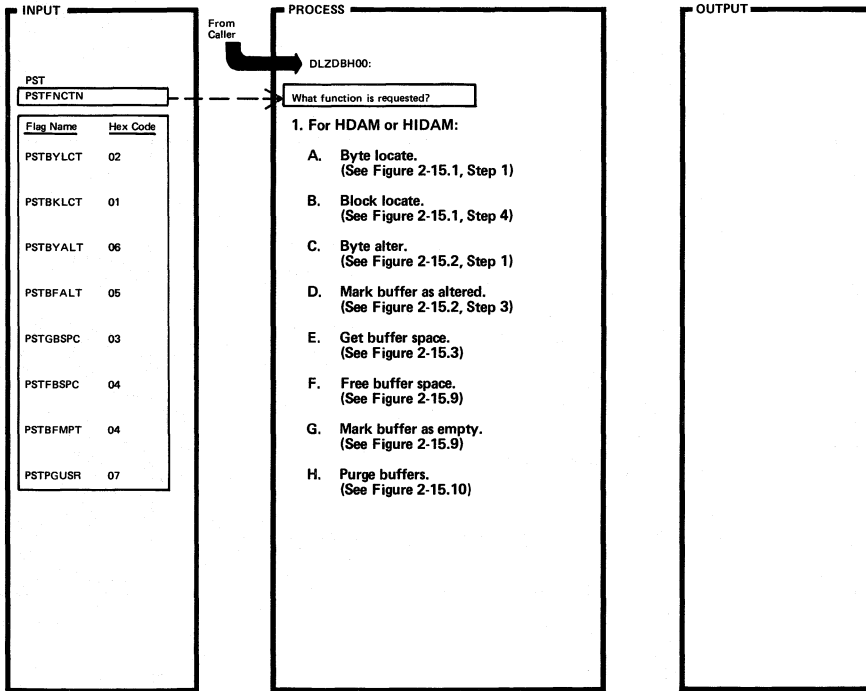 INPUT
From
Caller
PROCESS
OUTPUT
DLZDBH00:
PST
PSTFNCTN
What function is requested?
Flag Name Hex Code
PSTBYLCT 02
PSTBKLCT 01
PSTBYALT 06
PSTBFALT 05
PSTGBSPC 03
PSTFBSPC 04
PSTBFMPT 04
PSTPGUSR 07
1. For HDAM or HIDAM:
A. Byte locate.
(See Figure 2-15.1, Step 1)
B. Block locate.
(See Figure 2-15.1, Step 4)
C. Byte alter.
(See Figure 2-15.2, Step 1)
D. Mark buffer as altered.
(See Figure 2-15.2, Step 3)
E. Get buffer space.
(See Figure 2-15.3)
F. Free buffer space.
(See Figure 2-15.9)
G. Mark buffer as empty.
(See Figure 2-15.9)
H. Purge buffers.
(See Figure 2-15.10)